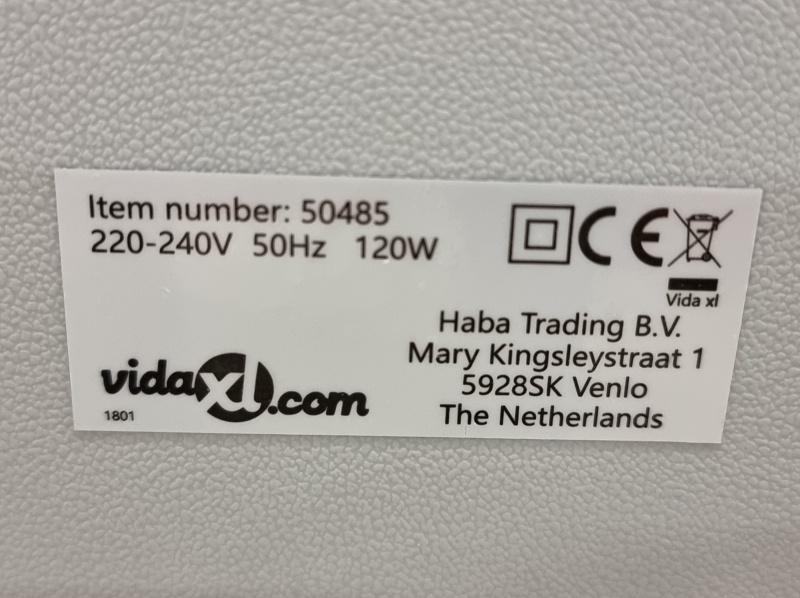 Item number: 50485
220-240V 50Hz 120W
CE
Vida xl
Haba Trading B.V.
Mary Kingsleystraat 1
5928SK Venlo
The Netherlands
vidaXL.com
1801